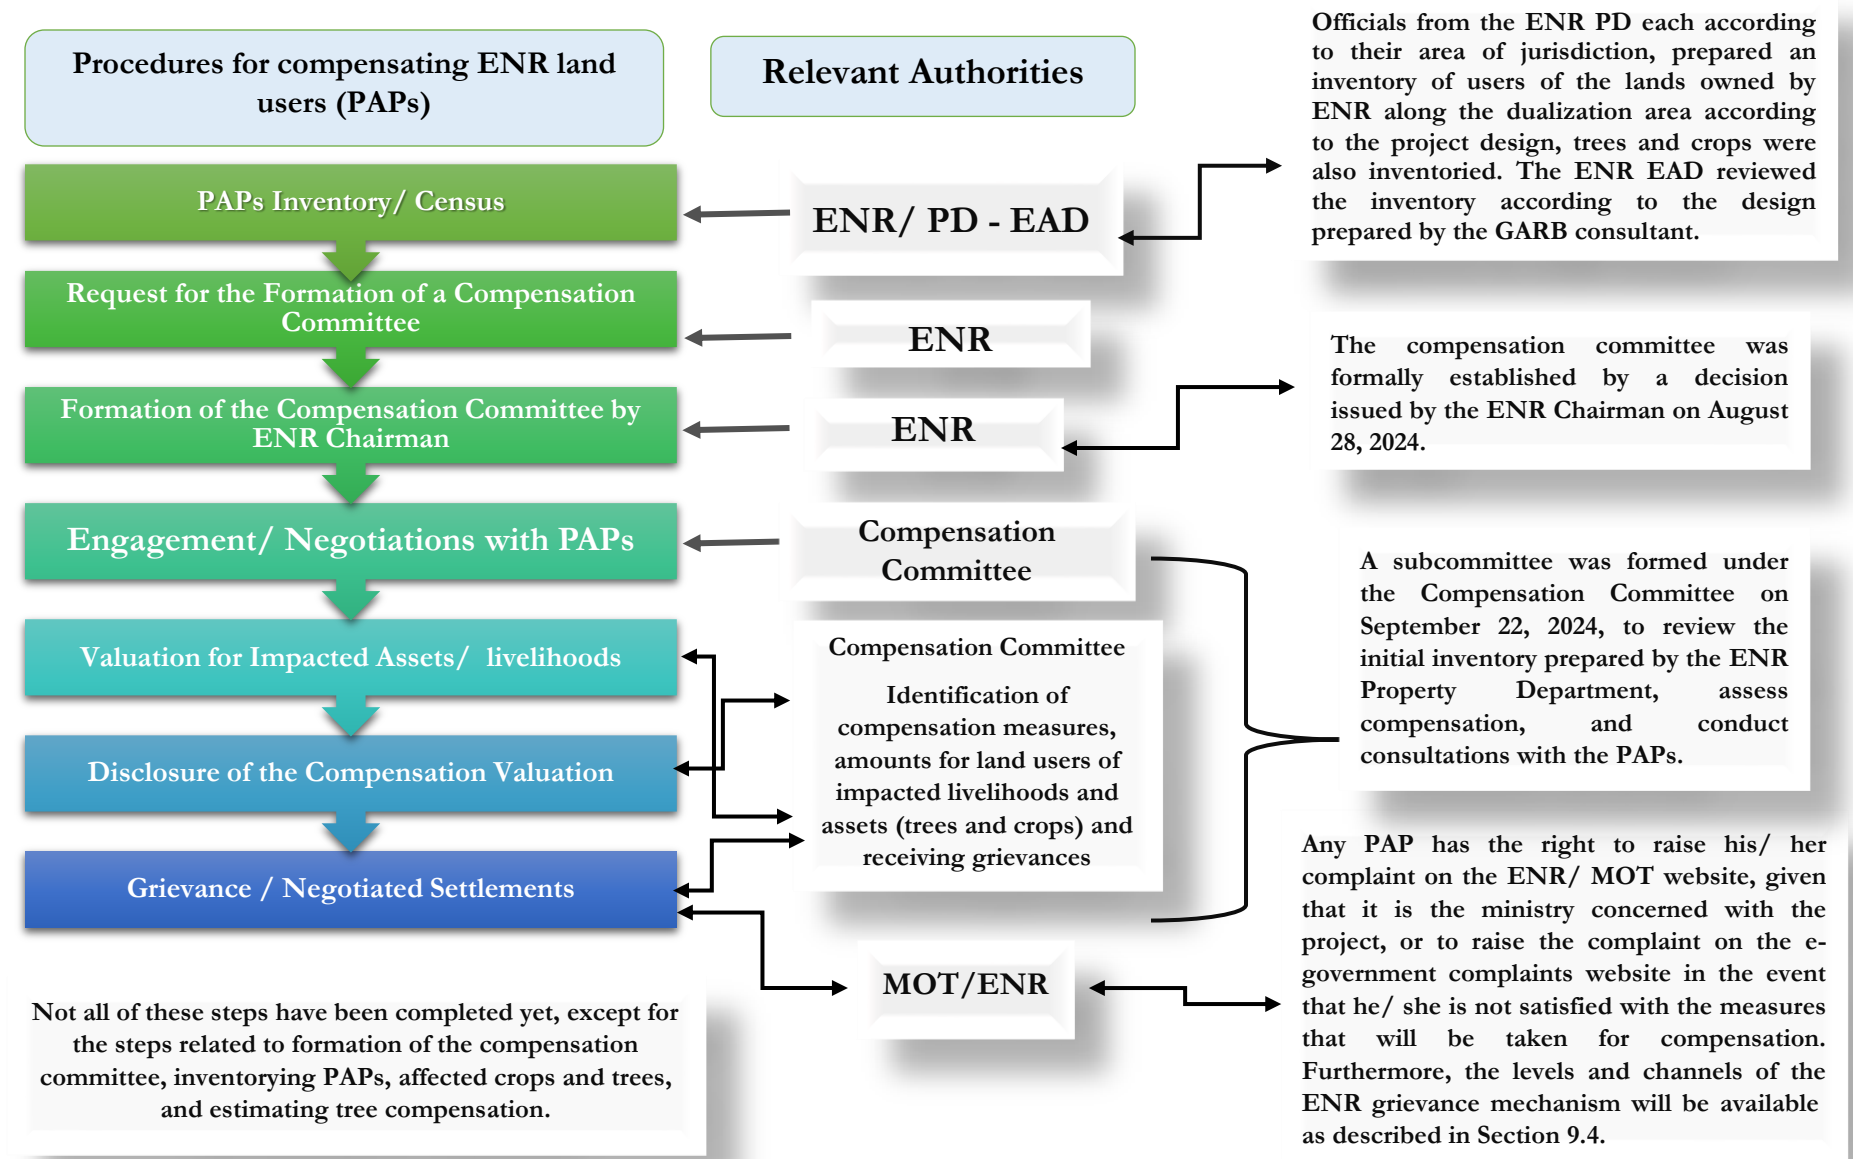 Procedures for compensating ENR land
users (PAPs)
Relevant Authorities
Officials from the ENR PD each according
to their area of jurisdiction, prepared an
inventory of users of the lands owned by
ENR along the dualization area according
to the project design, trees and crops were
also inventoried. The ENR EAD reviewed
the inventory according to the design
prepared by the GARB consultant.
PAPs Inventory/ Census
ENR/ PD - EAD
Request for the Formation of a Compensation
Committee
ENR
Formation of the Compensation Committee by
ENR Chairman
ENR
The compensation committee was
formally established by a decision
issued by the ENR Chairman on August
28, 2024.
Engagement/ Negotiations with PAPs
Compensation
Committee
A subcommittee was formed under
the Compensation Committee on
September 22, 2024, to review the
initial inventory prepared by the ENR
Property Department, assess
compensation, and conduct
consultations with the PAPs.
Valuation for Impacted Assets/ livelihoods
Disclosure of the Compensation Valuation
Grievance / Negotiated Settlements
Compensation Committee
Identification of
compensation measures,
amounts for land users of
impacted livelihoods and
assets (trees and crops) and
receiving grievances
MOT/ENR
Any PAP has the right to raise his/ her
complaint on the ENR/ MOT website, given
that it is the ministry concerned with the
project, or to raise the complaint on the e-
government complaints website in the event
that he/ she is not satisfied with the measures
that will be taken for compensation.
Furthermore, the levels and channels of the
ENR grievance mechanism will be available
as described in Section 9.4.
Not all of these steps have been completed yet, except for
the steps related to formation of the compensation
committee, inventorying PAPs, affected crops and trees,
and estimating tree compensation.